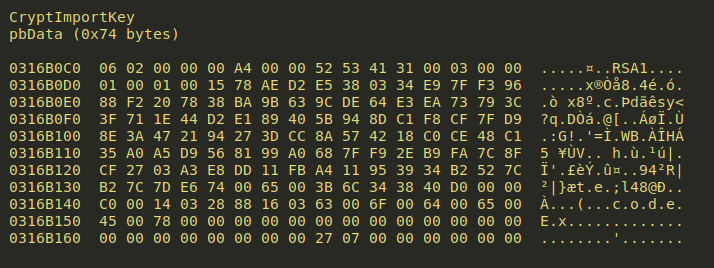 CryptImportKey
pbData (0x74 bytes)
0316B0C0 06 02 00 00 00 A4 00 00 52 53 41 31 00 03 00 00 .....¤..RSA1....
0316B0D0 01 00 01 00 15 78 AE D2 E5 38 03 34 E9 7F F3 96 .....x®Òå8.4é.ó.
0316B0E0 88 F2 20 78 38 BA 9B 63 9C DE 64 E3 EA 73 79 3C .ò x8º.c.Þdãêsy<
0316B0F0 3F 71 1E 44 D2 E1 89 40 5B 94 8D C1 F8 CF 7F D9 ?q.DÒá.@[..ÁøÏ.Ù
0316B100 8E 3A 47 21 94 27 3D CC 8A 57 42 18 C0 CE 48 C1 .:G!.'=Ì.WB.ÀÎHÁ
0316B110 35 A0 A5 D9 56 81 99 A0 68 7F F9 2E B9 FA 7C 8F 5 ¥ÙV.. h.ù.¹ú|.
0316B120 CF 27 03 A3 E8 DD 11 FB A4 11 95 39 34 B2 52 7C Ï'.£èÝ.û¤..94²R|
0316B130 B2 7C 7D E6 74 00 65 00 3B 6C 34 38 40 D0 00 00 ²|}æt.e.;l48@Ð..
0316B140 C0 00 14 03 28 88 16 03 63 00 6F 00 64 00 65 00 À...(...c.o.d.e.
0316B150 45 00 78 00 00 00 00 00 00 00 00 00 00 00 00 00 E.x.............
0316B160 00 00 00 00 00 00 00 00 27 07 00 00 00 00 00 00 ........'.......